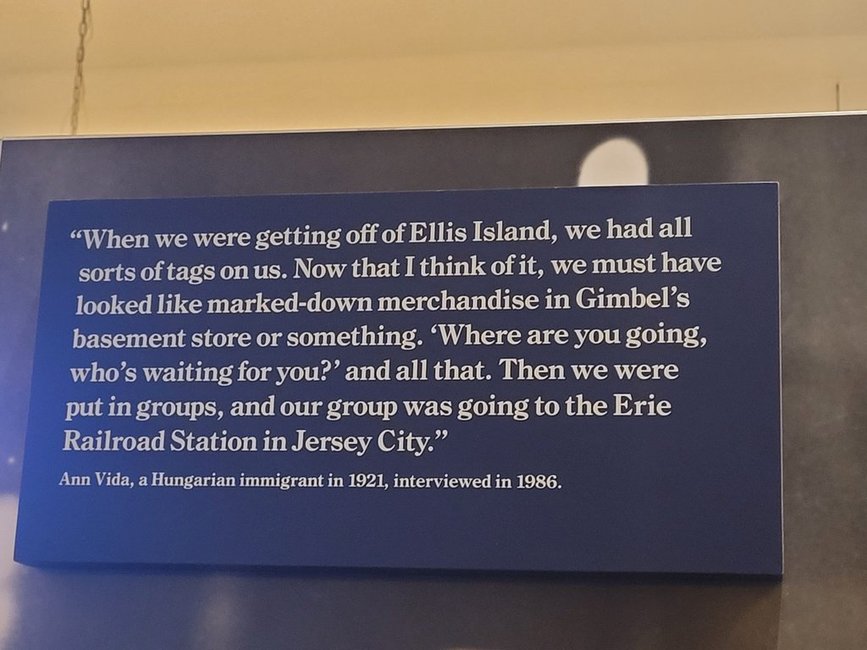 “When we were getting off of Ellis Island, we had all
sorts of tags on us. Now that I think of it, we must have
looked like marked-down merchandise in Gimbel’s
basement store or something. ‘Where are you going,
who’s waiting for you?’ and all that. Then we were
put in groups, and our group was going to the Erie
Railroad Station in Jersey City.”
Ann Vida, a Hungarian immigrant in 1921, interviewed in 1986.